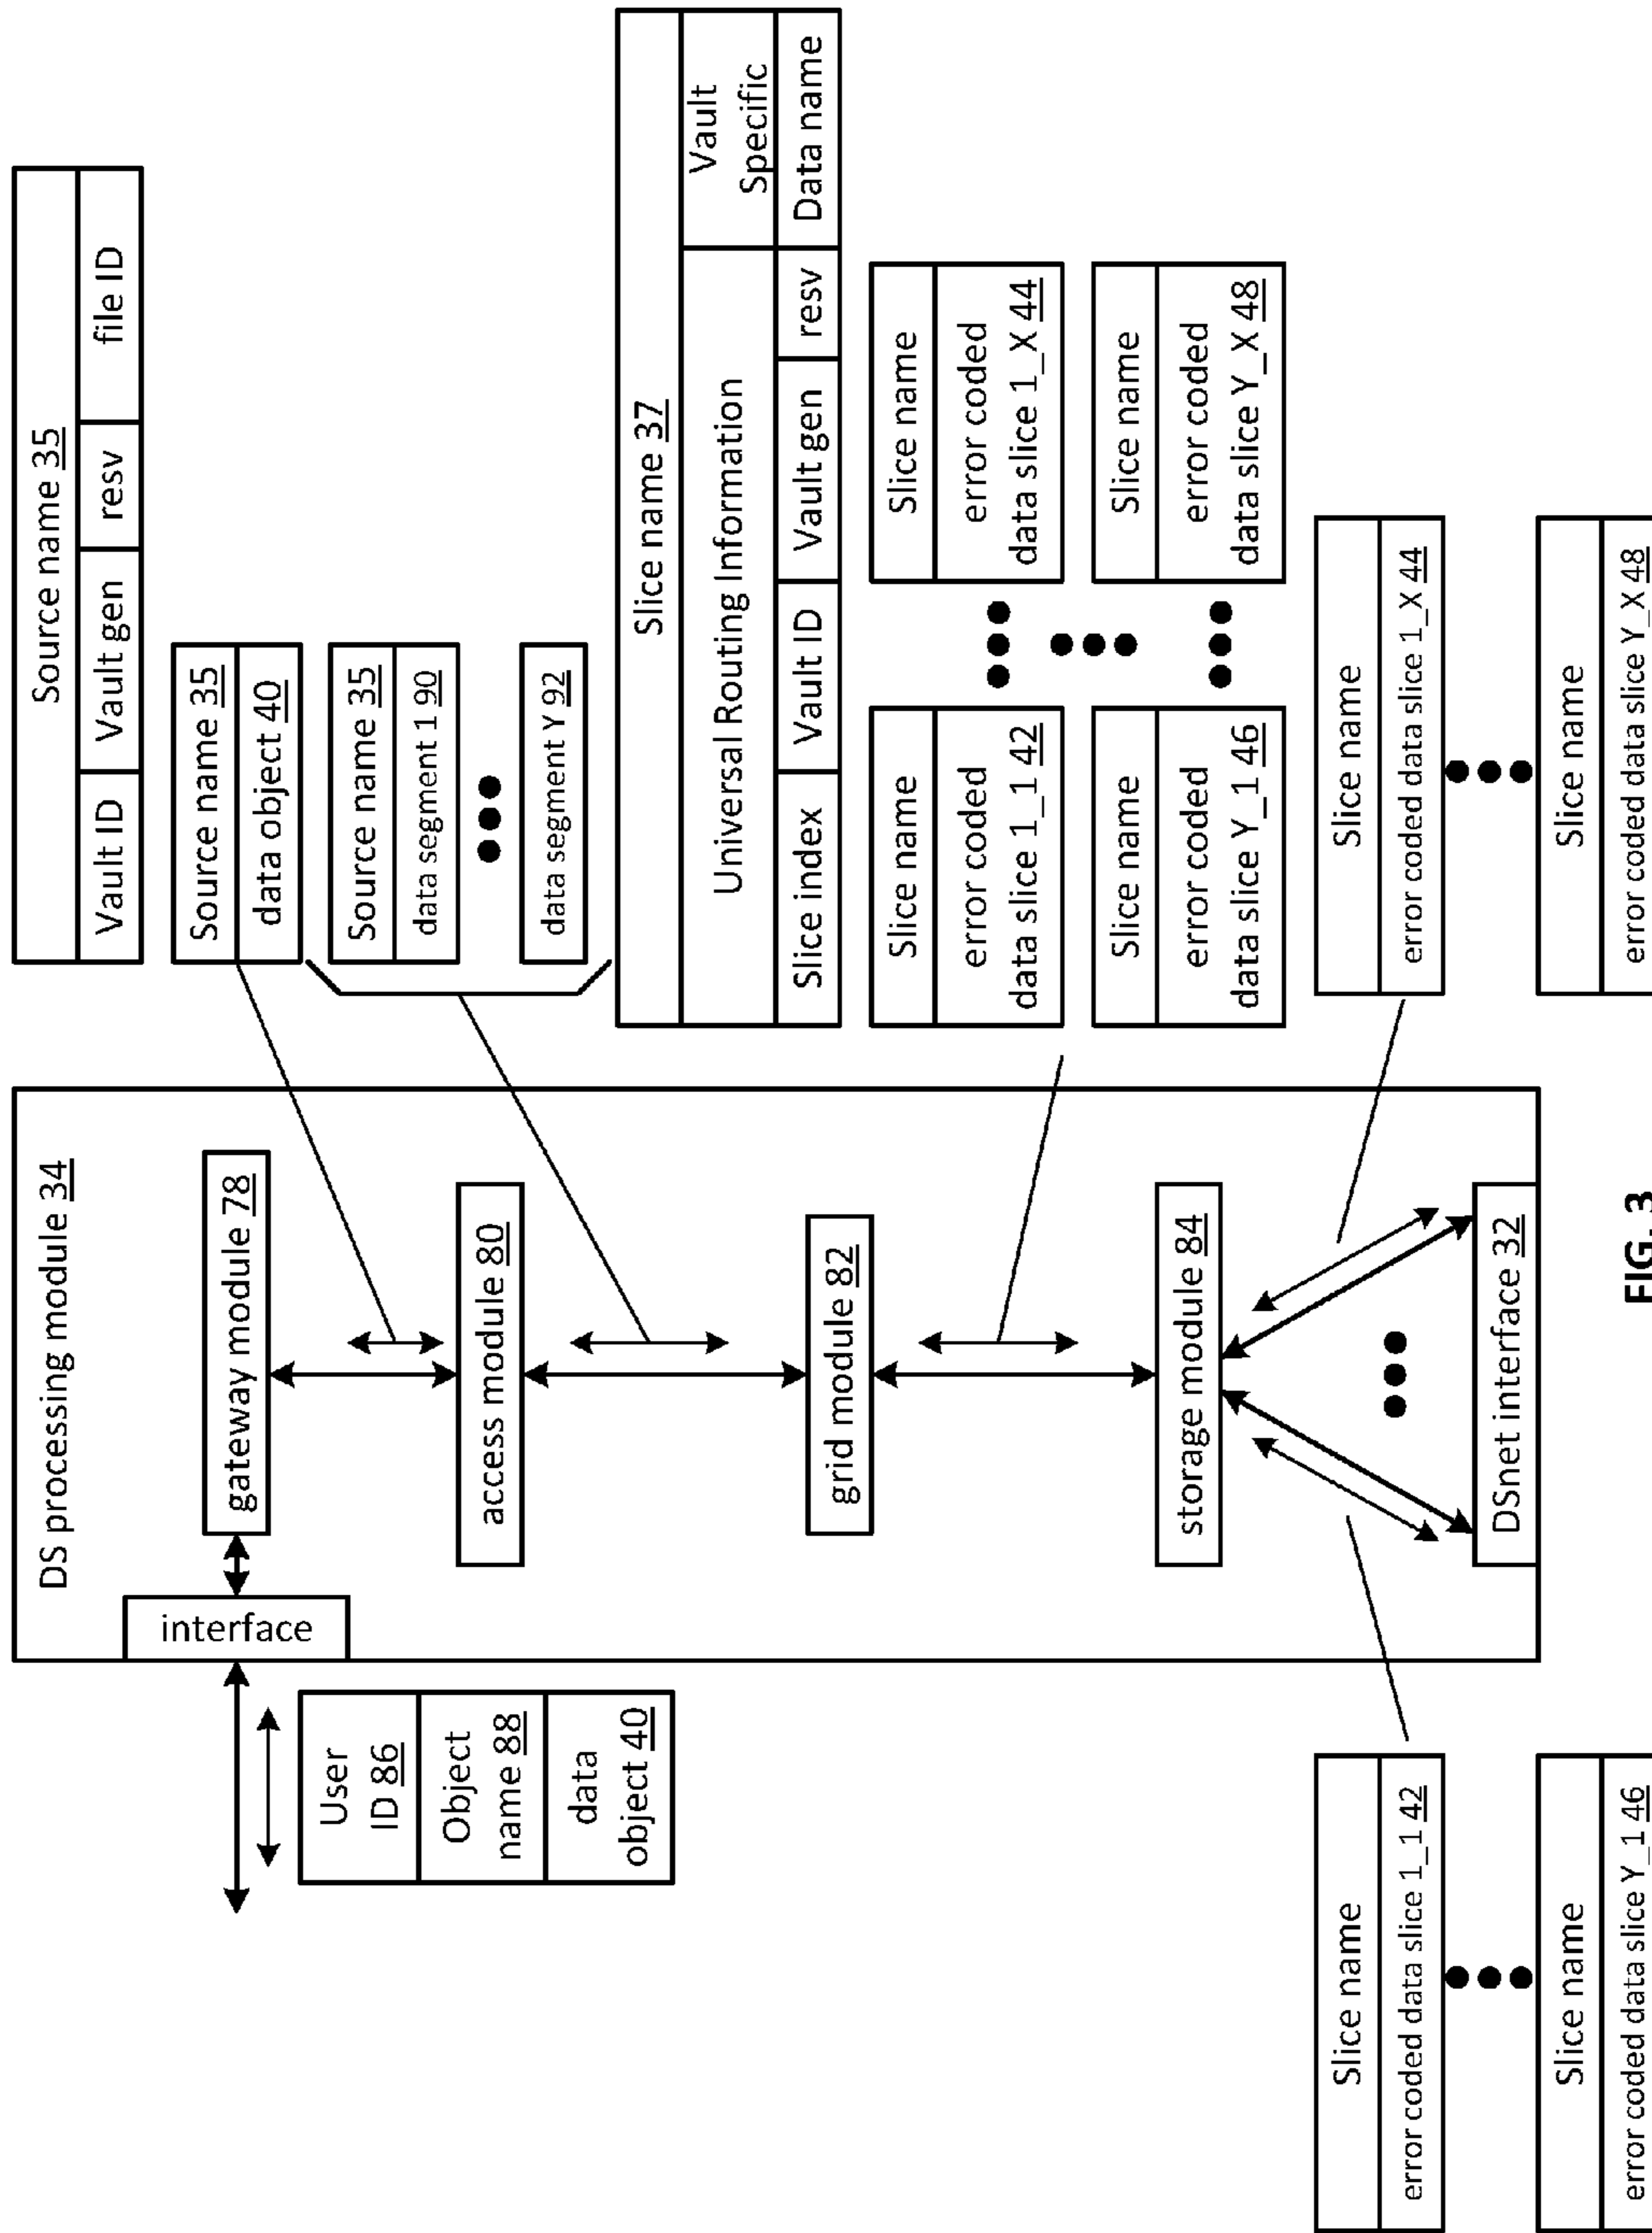 DS processing module 34
interface
gateway module 78
access module 80
grid module 82
storage module 84
DSnet interface 32
User
ID 86
Object
name 88
data
object 40
Source name 35
Vault ID
Vault gen
resv
file ID
Source name 35
data object 40
Source name 35
data segment 1 90
data segment Y 92
Slice name 37
Universal Routing Information
Vault
Specific
Slice index
Vault ID
Vault gen
resv
Data name
Slice name
error coded
data slice 1_1 42
Slice name
error coded
data slice 1_X 44
Slice name
error coded
data slice Y_1 46
Slice name
error coded
data slice Y_X 48
Slice name
error coded data slice 1_1 42
Slice name
error coded data slice Y_1 46
Slice name
error coded data slice 1_X 44
Slice name
error coded data slice Y_X 48
FIG. 3